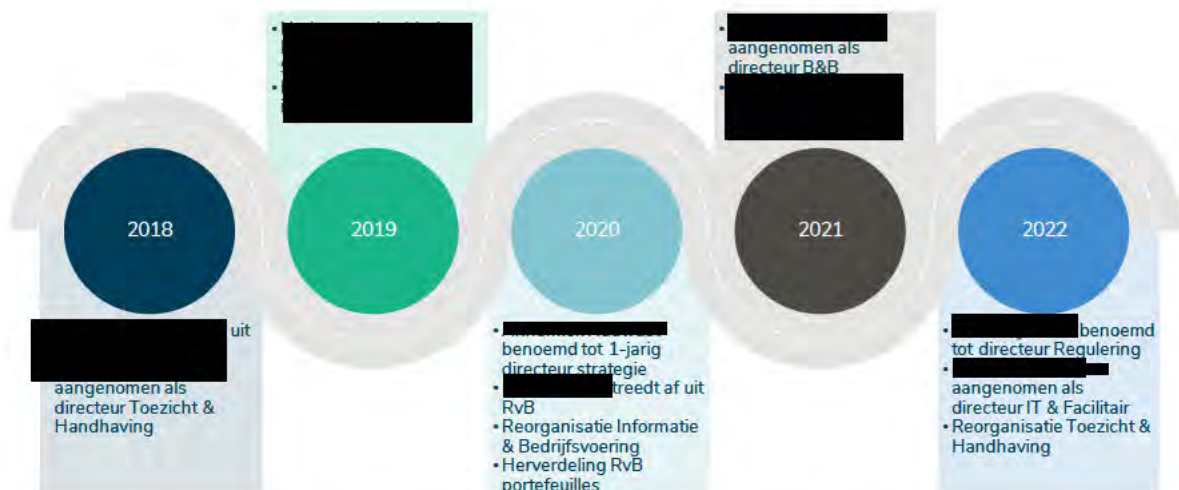 2018
uit
aangenomen als
directeur Toezicht &
Handhaving
2019
2020
benoemd tot 1-jarig
directeur strategie
• treedt af uit
RvB
• Reorganisatie Informatie
& Bedrijfsvoering
• Herverdeling RvB
portefeuilles
•
aangenomen als
directeur B&B
•
2021
2022
• benoemd
tot directeur Regulering
•
aangenomen als
directeur IT & Facilitair
• Reorganisatie Toezicht &
Handhaving